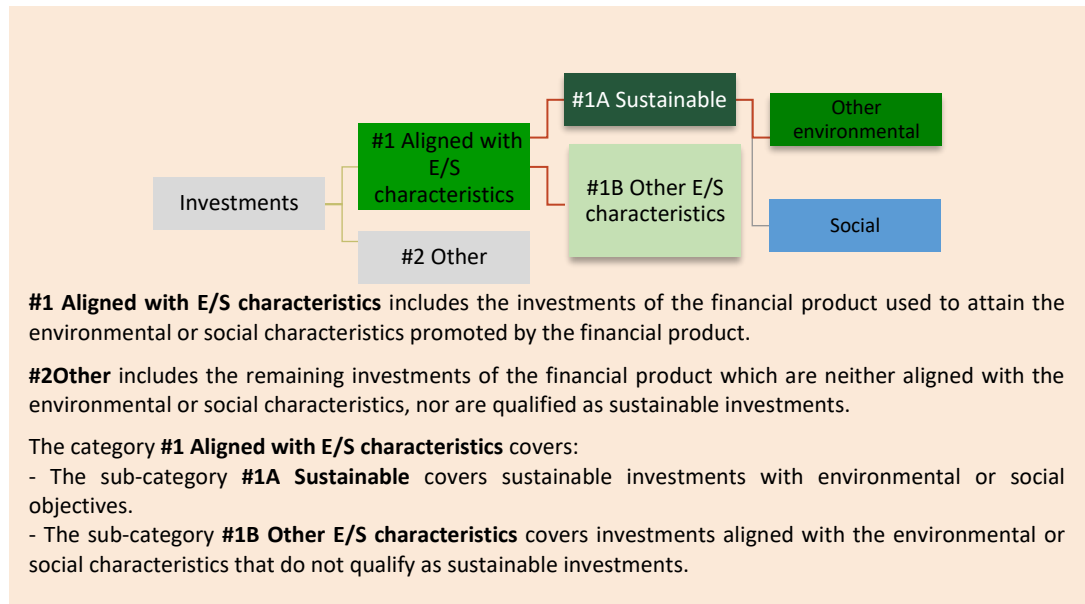 #1A Sustainable
Other
environmental
#1 Aligned with
E/S
characteristics
#1B Other E/S
characteristics
Investments
Social
#2 Other
#1 Aligned with E/S characteristics includes the investments of the financial product used to attain the
environmental or social characteristics promoted by the financial product.
#2Other includes the remaining investments of the financial product which are neither aligned with the
environmental or social characteristics, nor are qualified as sustainable investments.
The category #1 Aligned with E/S characteristics covers:
- The sub-category #1A Sustainable covers sustainable investments with environmental or social
objectives.
- The sub-category #1B Other E/S characteristics covers investments aligned with the environmental or
social characteristics that do not qualify as sustainable investments.